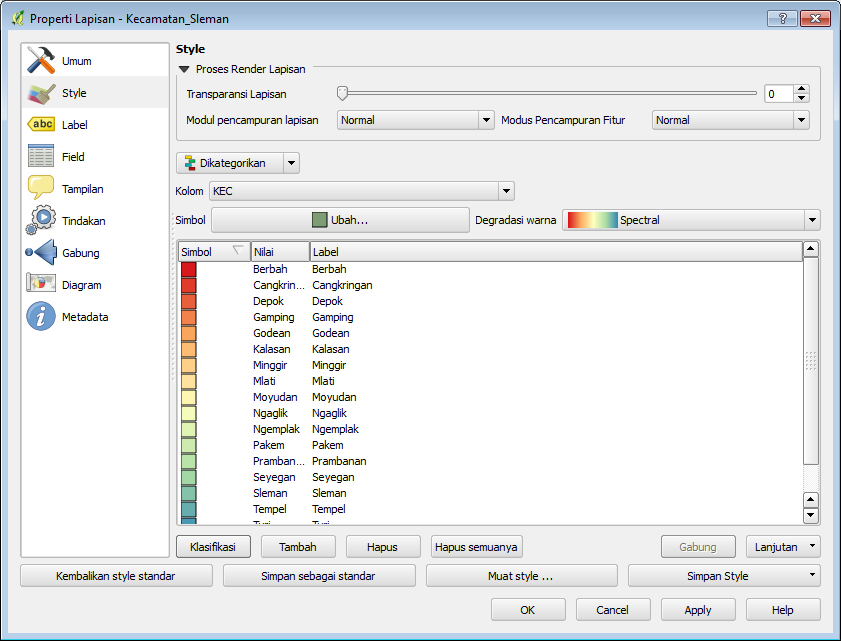 Properti Lapisan - Kecamatan_Sleman
Umum
Style
Label
Field
Tampilan
Tindakan
Gabung
Diagram
Metadata
Style
Proses Render Lapisan
Transparansi Lapisan 0
Modul pencampuran lapisan Normal Modus Pencampuran Fitur Normal
Dikategorikan
Kolom KEC
Simbol Ubah... Degradasi warna Spectral
Simbol Nilai Label
Berbah Berbah
Cangkrin... Cangkringan
Depok Depok
Gamping Gamping
Godean Godean
Kalasan Kalasan
Minggir Minggir
Mlati Mlati
Moyudan Moyudan
Ngaglik Ngaglik
Ngemplak Ngemplak
Pakem Pakem
Pramban... Prambanan
Seyegan Seyegan
Sleman Sleman
Tempel Tempel
Klasifikasi Tambah Hapus Hapus semuanya Gabung Lanjutan
Kembalikan style standar Simpan sebagai standar Muat style ... Simpan Style
OK Cancel Apply Help